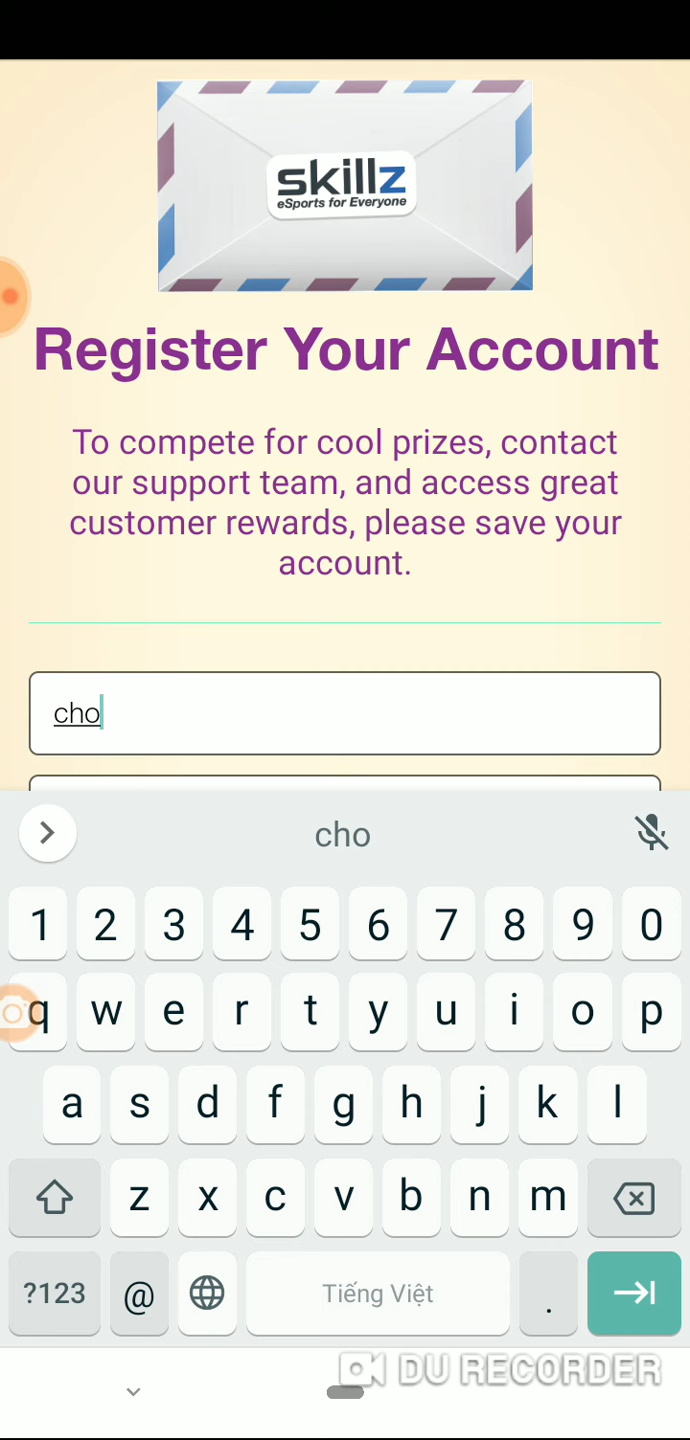 skillz
eSports for Everyone
Register Your Account
To compete for cool prizes, contact
our support team, and access great
customer rewards, please save your
account.
cho
cho
1 2 3 4 5 6 7 8 9 0
q w e r t y u i o p
a s d f g h j k l
z x c v b n m
?123 @ Tiếng Việt .
DU RECORDER